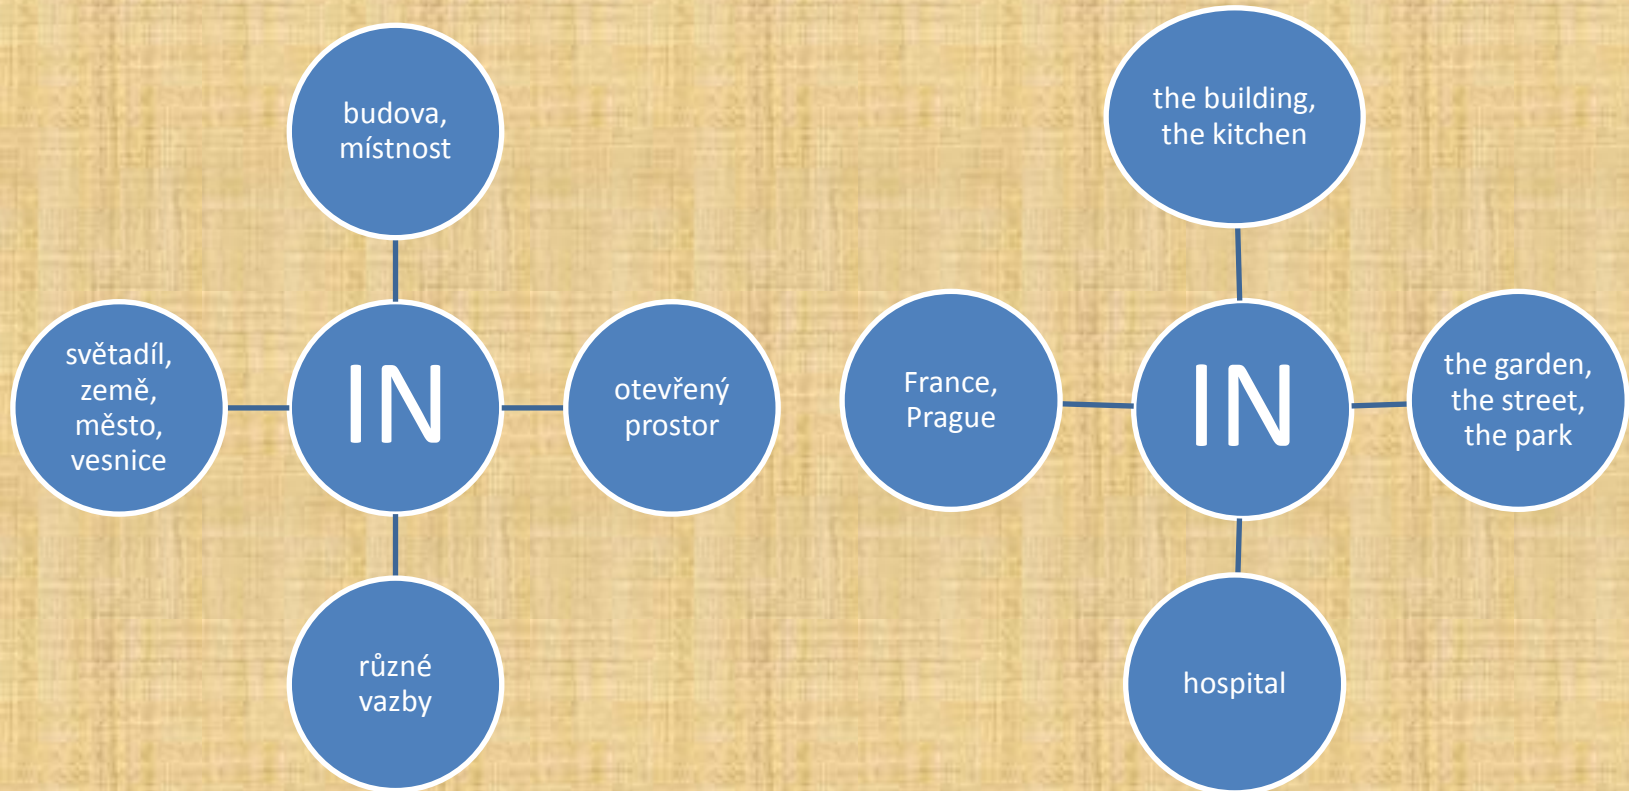 budova,
místnost
světadíl,
země,
město,
vesnice
IN
otevřený
prostor
různé
vazby
the building,
the kitchen
France,
Prague
IN
the garden,
the street,
the park
hospital